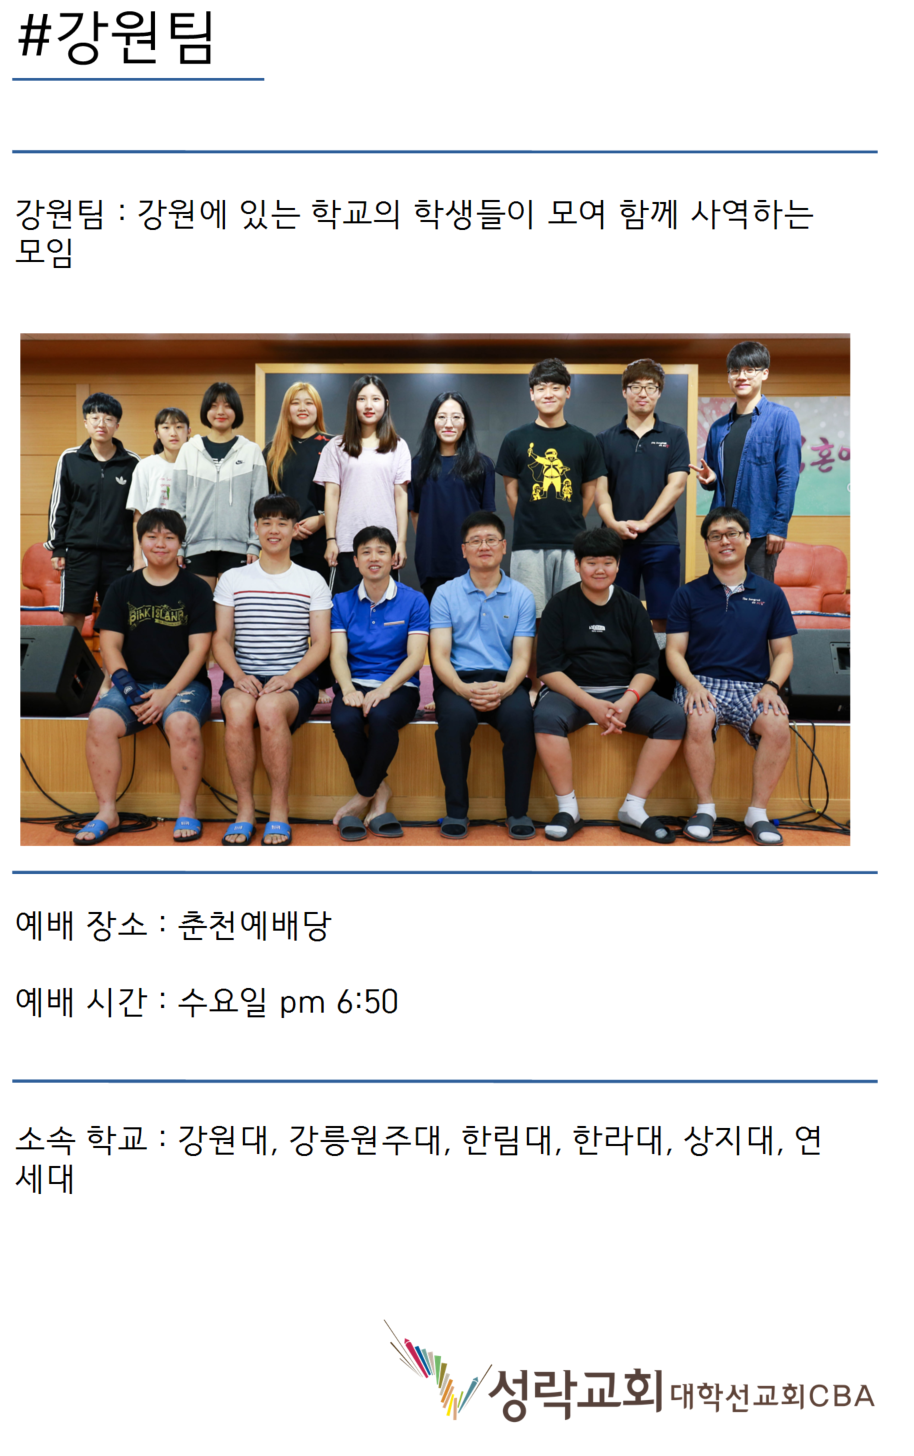 #강원팀
강원팀 : 강원에 있는 학교의 학생들이 모여 함께 사역하는
모임
예배 장소 : 춘천예배당
예배 시간 : 수요일 pm 6:50
소속 학교 : 강원대, 강릉원주대, 한림대, 한라대, 상지대, 연
세대
성락교회 대학선교회CBA